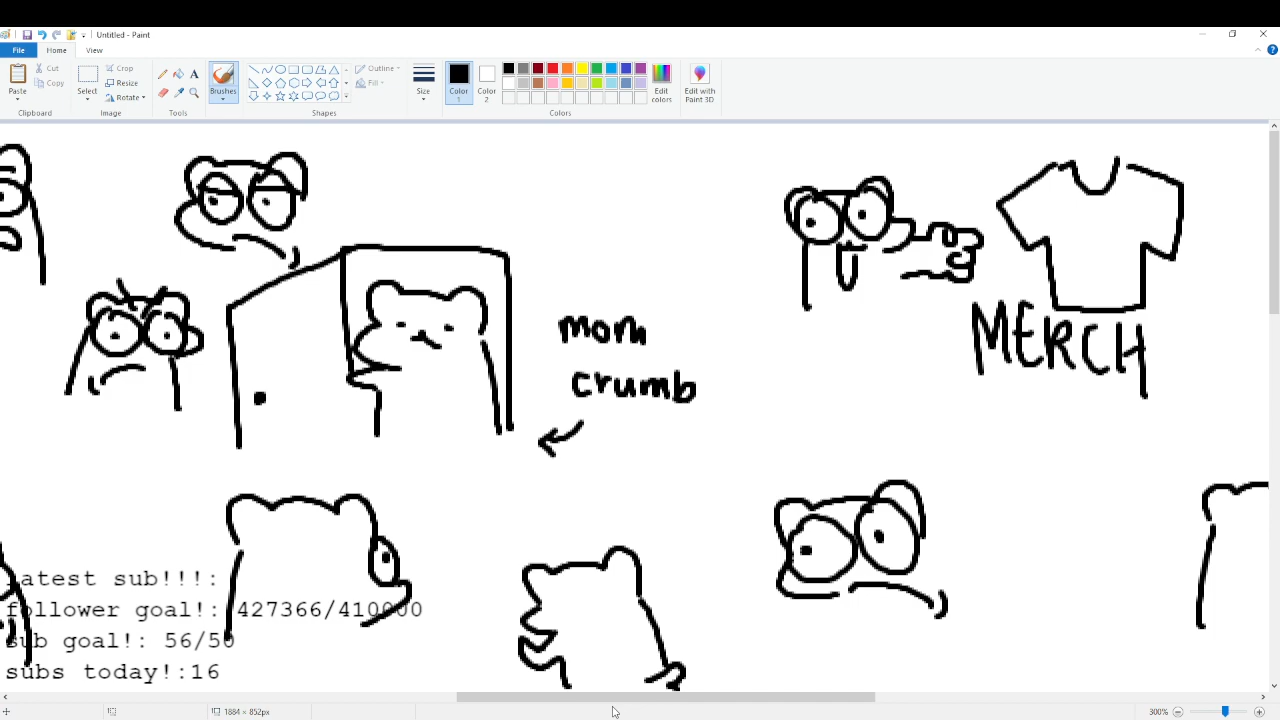 Untitled - Paint
File
Home
View
Paste
Cut
Copy
Clipboard
Select
Crop
Resize
Rotate
Image
A
Tools
Brushes
Shapes
Outline
Fill
Size
Color
1
Color
2
Edit
colors
Colors
Edit with
Paint 3D
mom
crumb
MERCH
latest sub!!!:
follower goal!: 427366/410000
sub goal!: 56/50
subs today!:16
1884 × 852px
300%